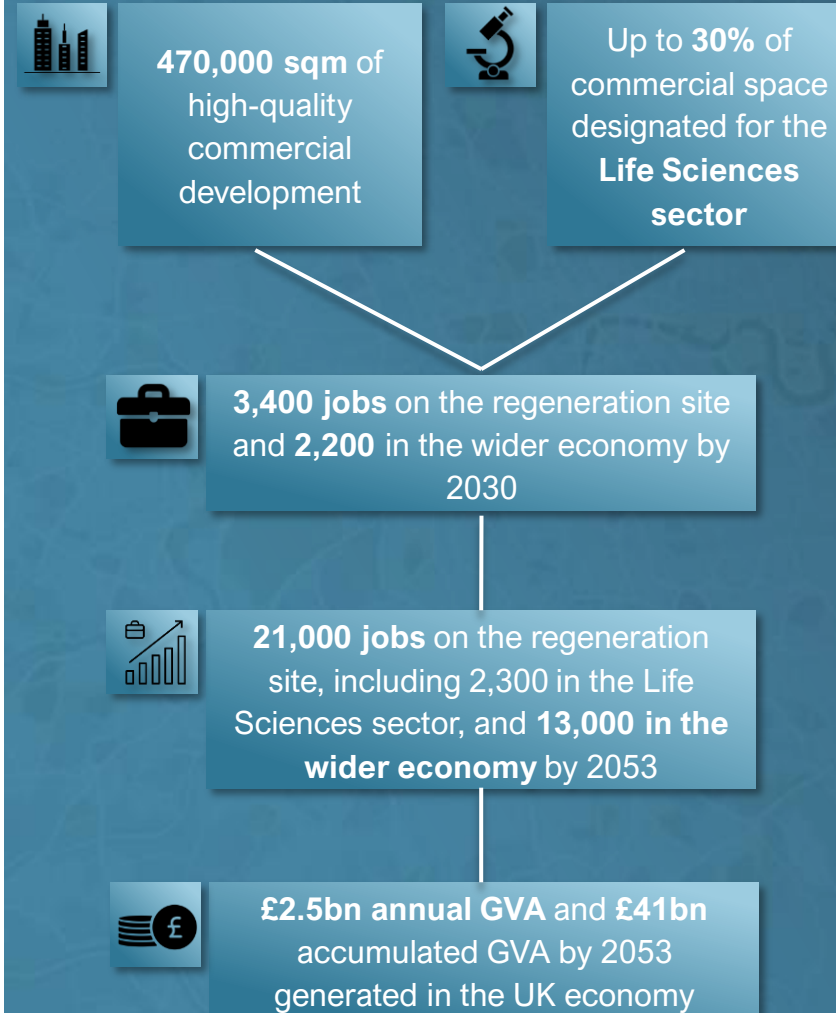 470,000 sqm of
high-quality
commercial
development
Up to 30% of
commercial space
designated for the
Life Sciences
sector
3,400 jobs on the regeneration site
and 2,200 in the wider economy by
2030
21,000 jobs on the regeneration
site, including 2,300 in the Life
Sciences sector, and 13,000 in the
wider economy by 2053
£
£2.5bn annual GVA and £41bn
accumulated GVA by 2053
generated in the UK economy